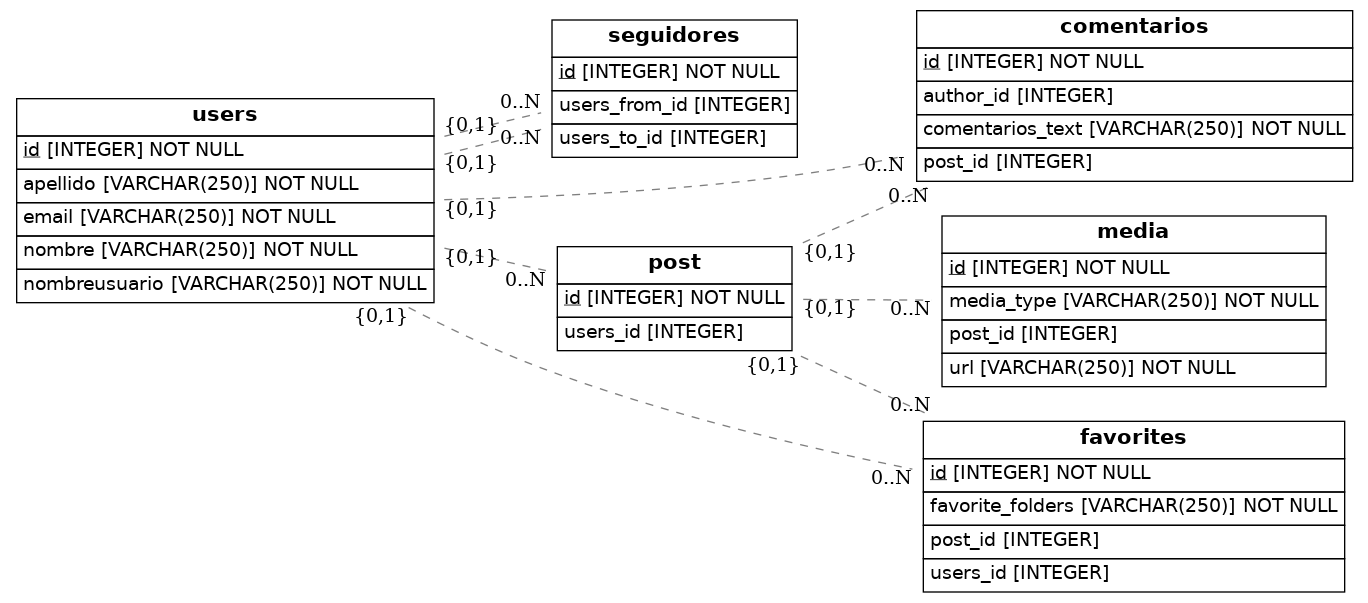 users
id [INTEGER] NOT NULL
apellido [VARCHAR(250)] NOT NULL
email [VARCHAR(250)] NOT NULL
nombre [VARCHAR(250)] NOT NULL
nombreusuario [VARCHAR(250)] NOT NULL
{0,1}
{0,1}
{0,1}
{0,1}
{0,1}
0..N
0..N
0..N
seguidores
id [INTEGER] NOT NULL
users_from_id [INTEGER]
users_to_id [INTEGER]
post
id [INTEGER] NOT NULL
users_id [INTEGER]
{0,1}
{0,1}
{0,1}
0..N
0..N
0..N
0..N
0..N
comentarios
id [INTEGER] NOT NULL
author_id [INTEGER]
comentarios_text [VARCHAR(250)] NOT NULL
post_id [INTEGER]
media
id [INTEGER] NOT NULL
media_type [VARCHAR(250)] NOT NULL
post_id [INTEGER]
url [VARCHAR(250)] NOT NULL
favorites
id [INTEGER] NOT NULL
favorite_folders [VARCHAR(250)] NOT NULL
post_id [INTEGER]
users_id [INTEGER]